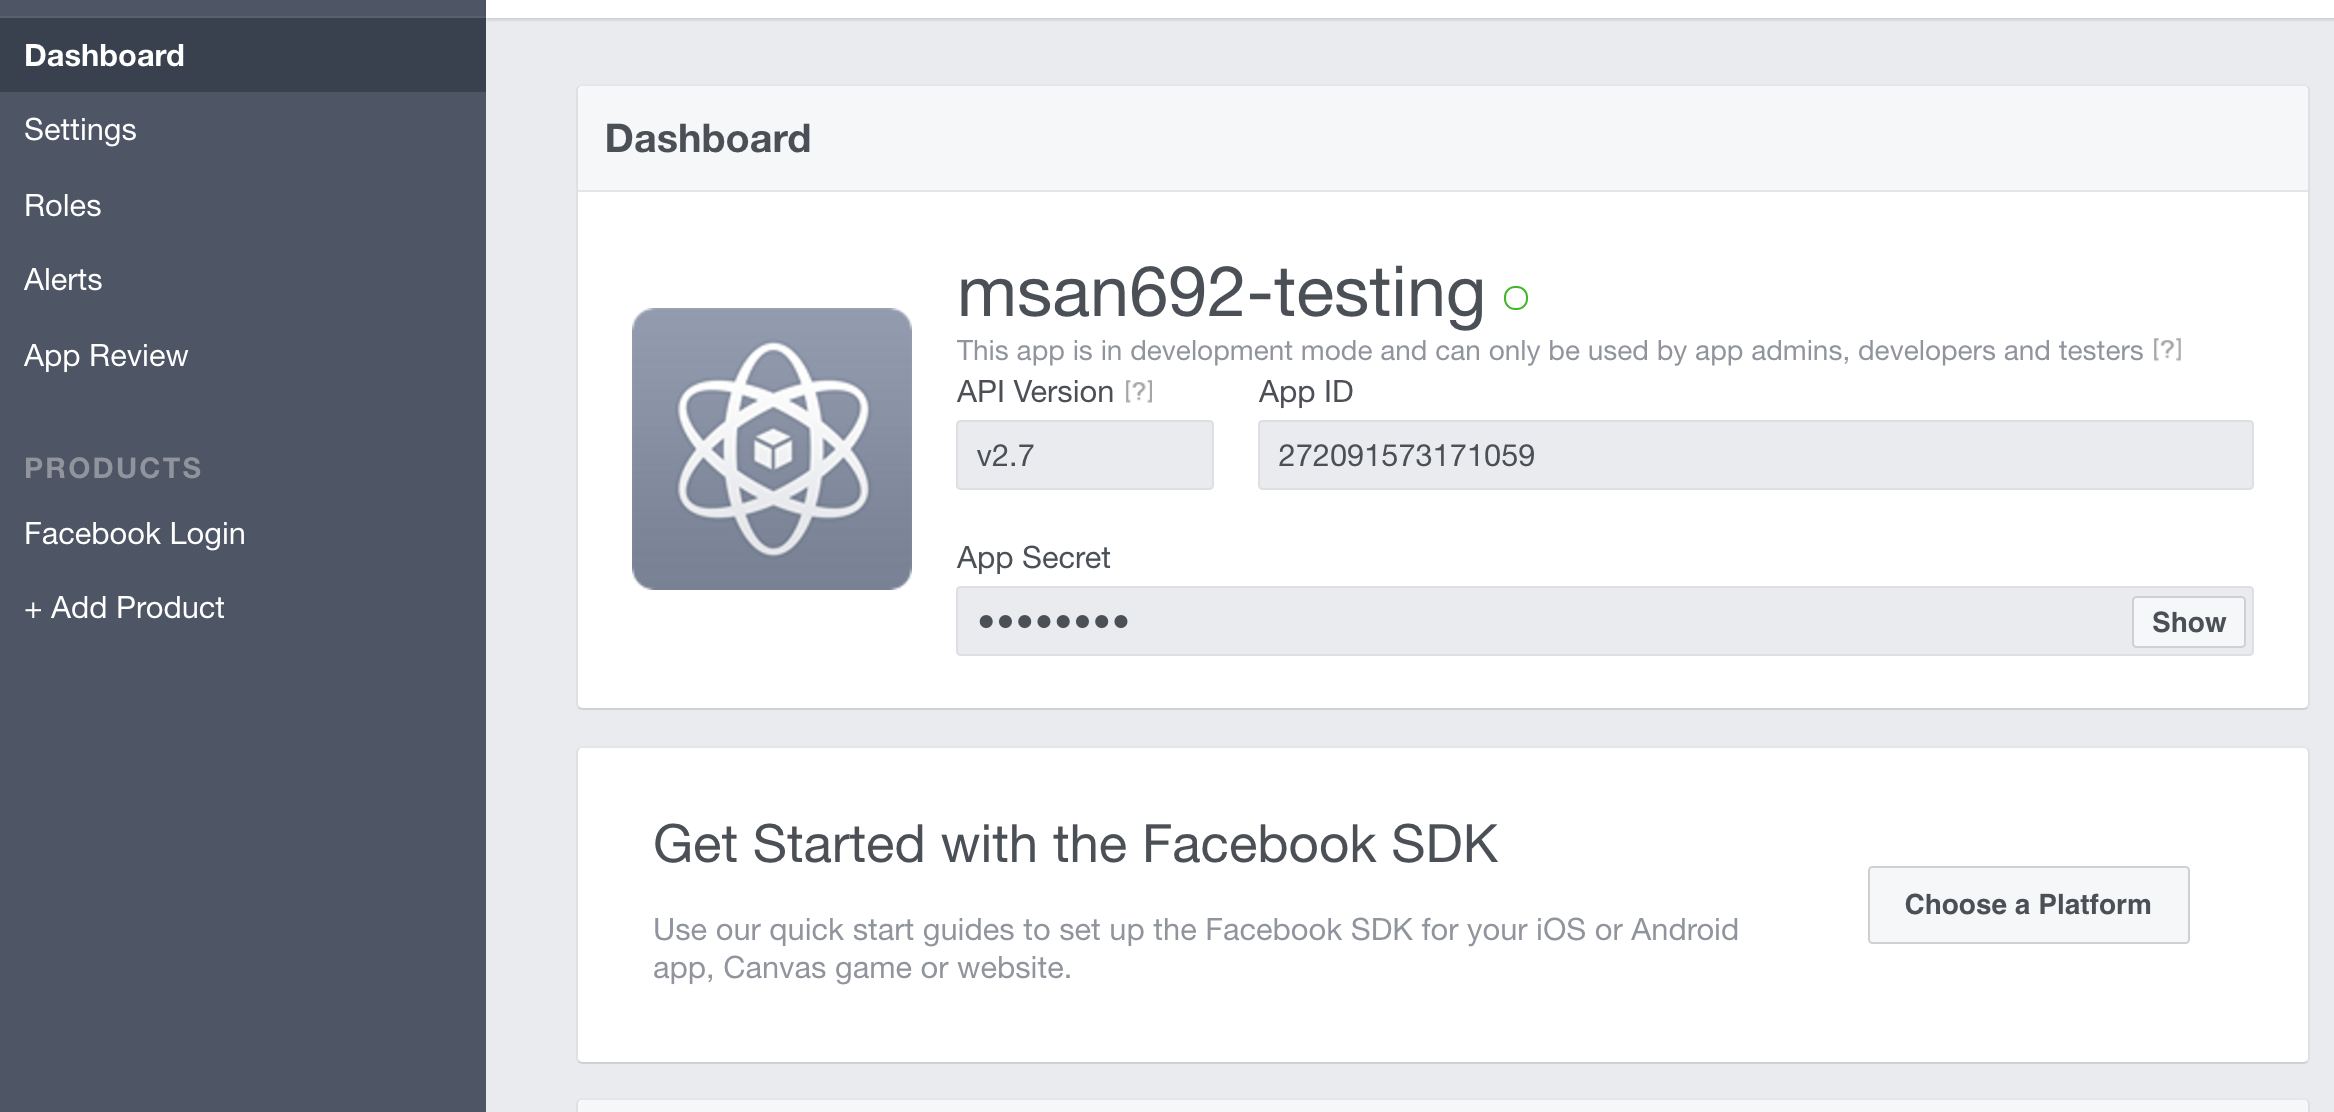 Dashboard
Settings
Roles
Alerts
App Review
PRODUCTS
Facebook Login
+ Add Product
Dashboard
msan692-testing
This app is in development mode and can only be used by app admins, developers and testers [?]
API Version [?]
App ID
v2.7
272091573171059
App Secret
••••••••
Show
Get Started with the Facebook SDK
Use our quick start guides to set up the Facebook SDK for your iOS or Android
app, Canvas game or website.
Choose a Platform